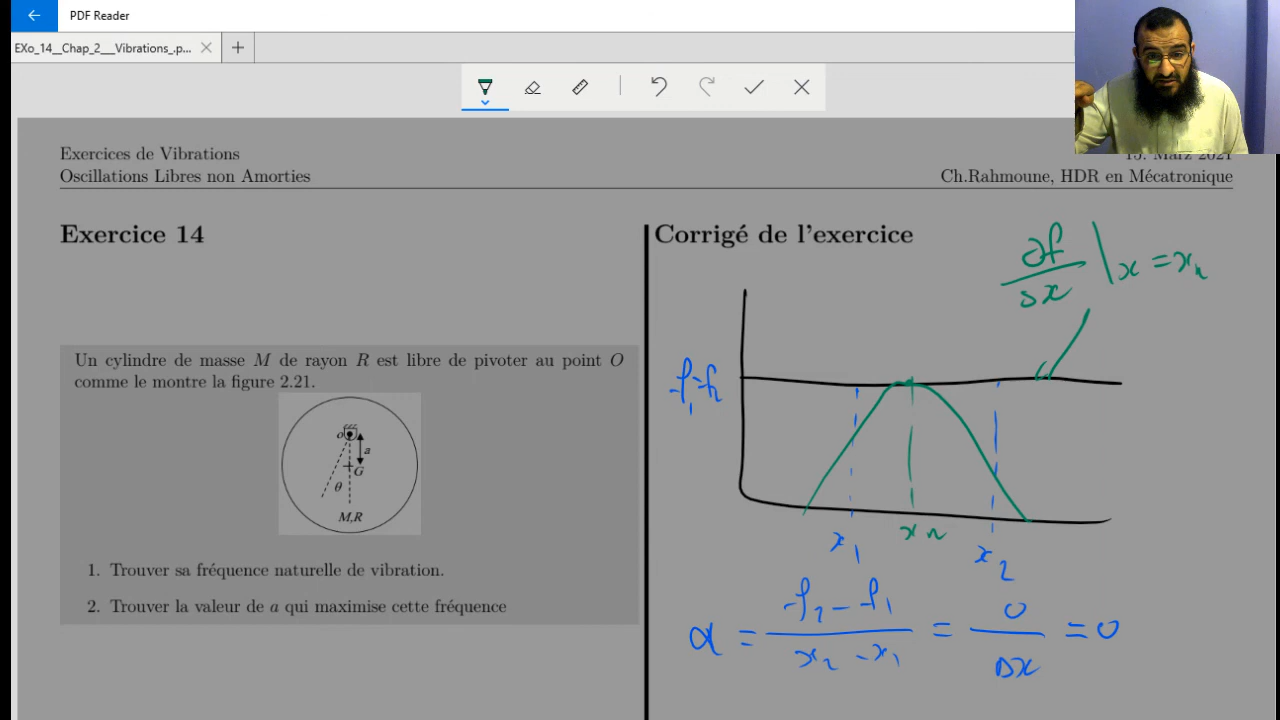 PDF Reader
EXo_14__Chap_2___Vibrations_.p...
Exercices de Vibrations
Oscillations Libres non Amorties
Ch.Rahmoune, HDR en Mécatronique
Exercice 14
Un cylindre de masse M de rayon R est libre de pivoter au point O
comme le montre la figure 2.21.
o
a
G
θ
M,R
1. Trouver sa fréquence naturelle de vibration.
2. Trouver la valeur de a qui maximise cette fréquence
Corrigé de l'exercice
∂f/∂x | x = xn
f1 = f2
x1 xn x2
α = (f2 - f1)/(x2 - x1) = 0/Δx = 0